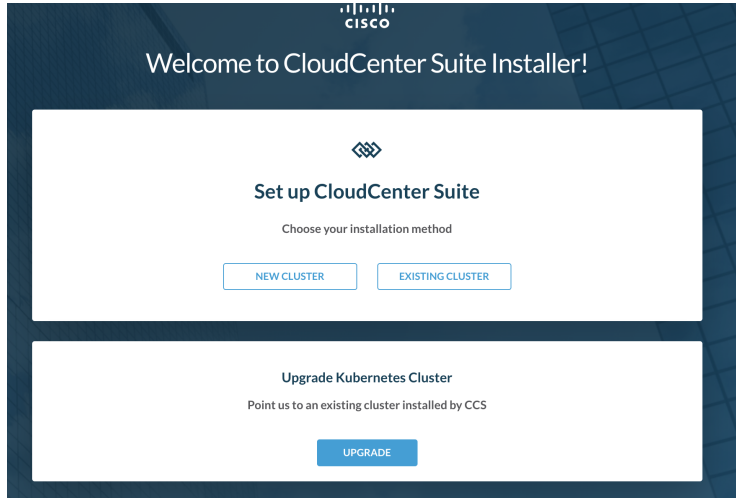 CISCO
Welcome to CloudCenter Suite Installer!
Set up CloudCenter Suite
Choose your installation method
NEW CLUSTER
EXISTING CLUSTER
Upgrade Kubernetes Cluster
Point us to an existing cluster installed by CCS
UPGRADE